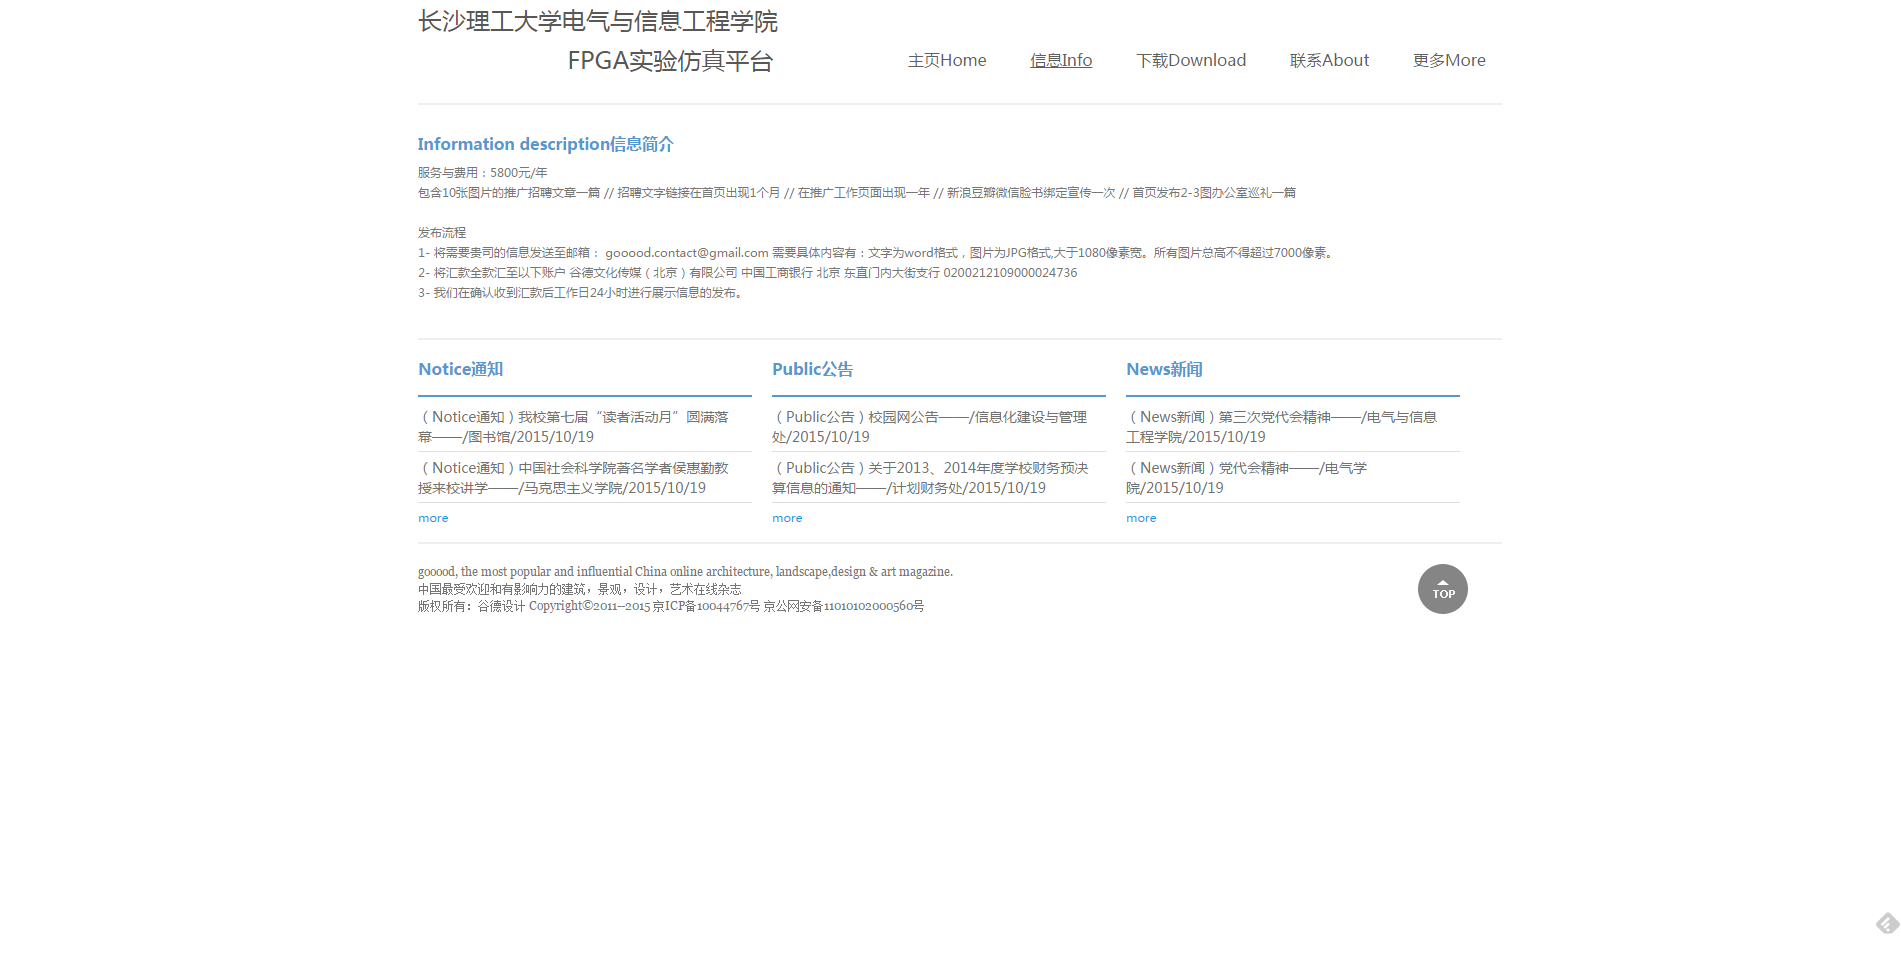 长沙理工大学电气与信息工程学院
FPGA实验仿真平台
主页Home 信息Info 下载Download 联系About 更多More
Information description信息简介
服务与费用：5800元/年
包含10张图片的推广招聘文章一篇 // 招聘文字链接在首页出现1个月 // 在推广工作页面出现一年 // 新浪豆瓣微信脸书绑定宣传一次 // 首页发布2-3图办公室巡礼一篇
发布流程
1- 将需要贵司的信息发送至邮箱： gooood.contact@gmail.com 需要具体内容有：文字为word格式，图片为JPG格式,大于1080像素宽。所有图片总高不得超过7000像素。
2- 将汇款全款汇至以下账户 谷德文化传媒（北京）有限公司 中国工商银行 北京 东直门内大街支行 0200212109000024736
3- 我们在确认收到汇款后工作日24小时进行展示信息的发布。
Notice通知
（Notice通知）我校第七届“读者活动月”圆满落
幕——/图书馆/2015/10/19
（Notice通知）中国社会科学院著名学者侯惠勤教
授来校讲学——/马克思主义学院/2015/10/19
more
Public公告
（Public公告）校园网公告——/信息化建设与管理
处/2015/10/19
（Public公告）关于2013、2014年度学校财务预决
算信息的通知——/计划财务处/2015/10/19
more
News新闻
（News新闻）第三次党代会精神——/电气与信息
工程学院/2015/10/19
（News新闻）党代会精神——/电气学
院/2015/10/19
more
gooood, the most popular and influential China online architecture, landscape,design & art magazine.
中国最受欢迎和有影响力的建筑，景观，设计，艺术在线杂志
版权所有：谷德设计 Copyright©2011--2015 京ICP备10044767号 京公网安备11010102000560号
TOP